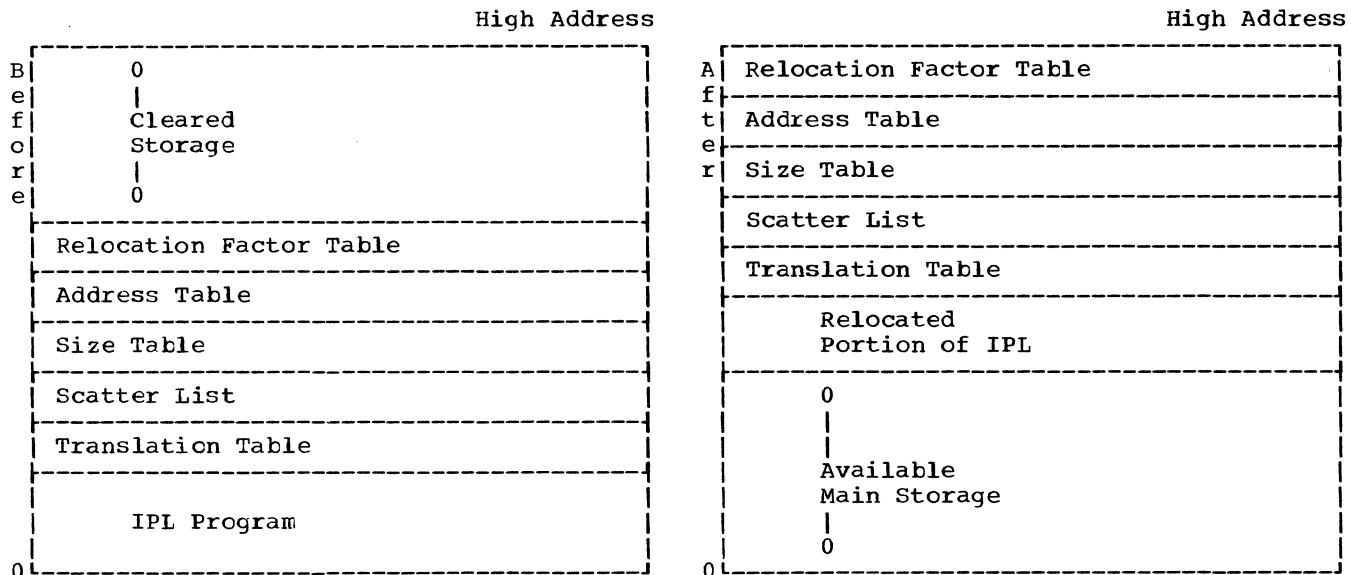 High Address
Before
0
Cleared
Storage
0
Relocation Factor Table
Address Table
Size Table
Scatter List
Translation Table
IPL Program
0
High Address
After
Relocation Factor Table
Address Table
Size Table
Scatter List
Translation Table
Relocated
Portion of IPL
0
Available
Main Storage
0
0